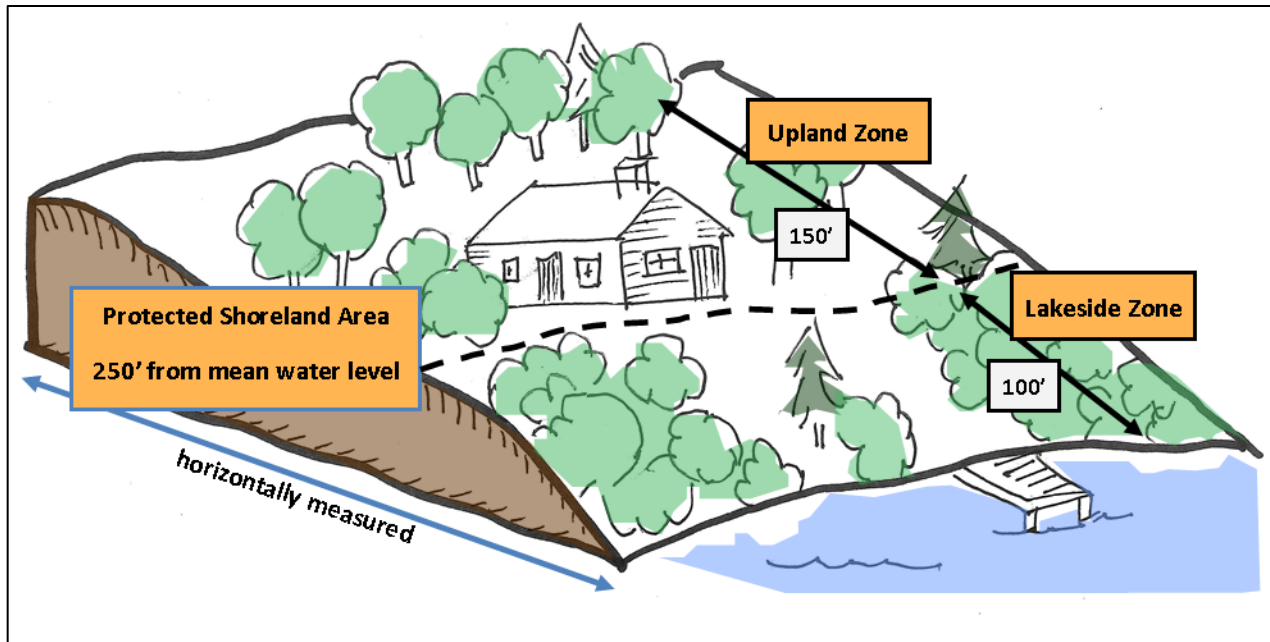 Upland Zone
150’
Protected Shoreland Area
250’ from mean water level
Lakeside Zone
100’
horizontally measured